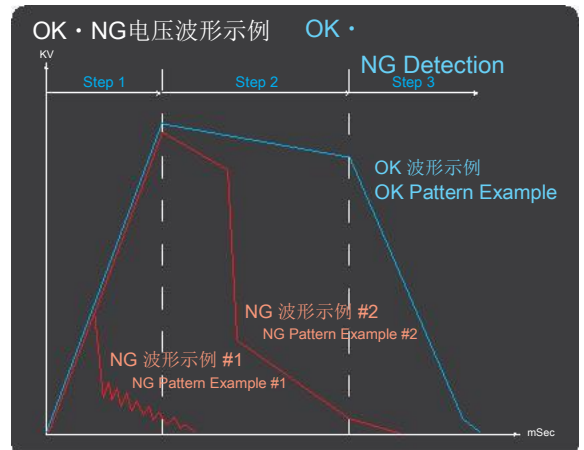 OK・NG电压波形示例 OK・
NG Detection
KV
Step 1
Step 2
Step 3
OK 波形示例
OK Pattern Example
NG 波形示例 #2
NG Pattern Example #2
NG 波形示例 #1
NG Pattern Example #1
mSec